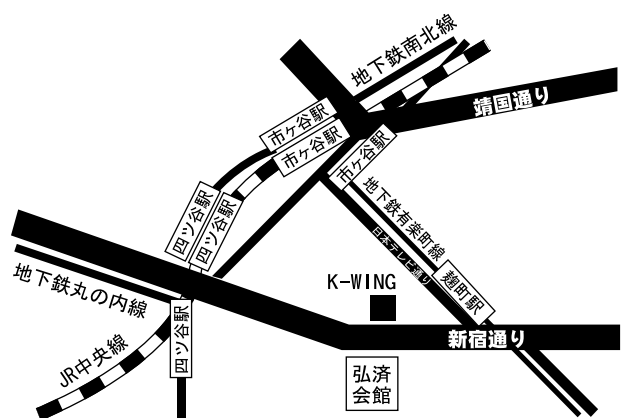 地下鉄南北線
靖国通り
市ヶ谷駅
市ヶ谷駅
市ヶ谷駅
四ツ谷駅
四ツ谷駅
地下鉄有楽町線
日本テレビ通り
麹町駅
地下鉄丸の内線
K-WING
四ツ谷駅
新宿通り
JR中央線
弘済
会館